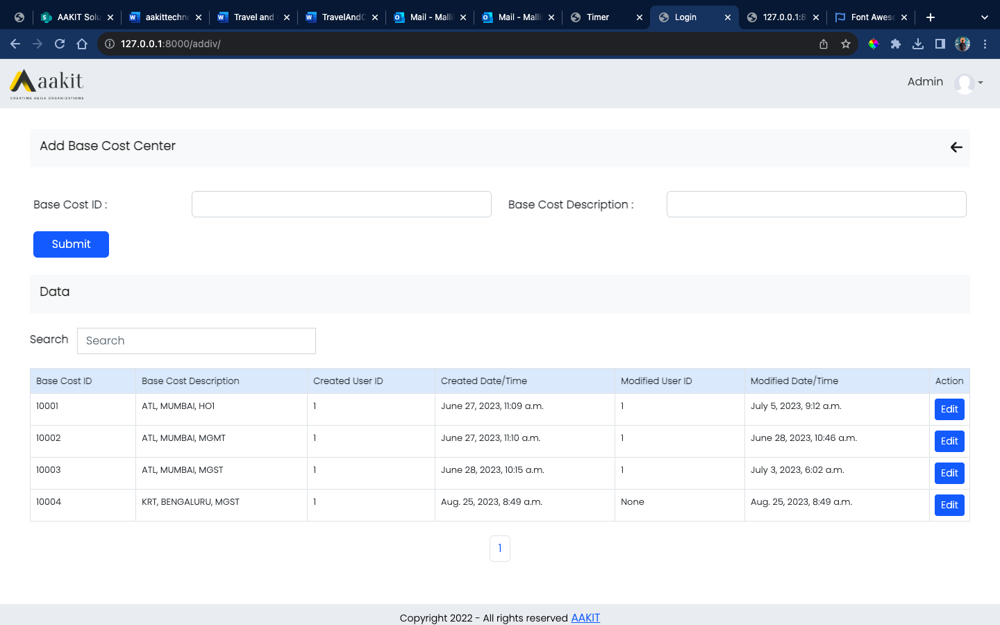 AAKIT Solu
aakittechno
Travel and
TravelAndC
Mail - Malli
Mail - Malli
Timer
Login
127.0.0.1:8
Font Aweso
127.0.0.1:8000/addiv/
aakit
CREATING AGILE ORGANIZATIONS
Admin
Add Base Cost Center
Base Cost ID :
Base Cost Description :
Submit
Data
Search Search
Base Cost ID Base Cost Description Created User ID Created Date/Time Modified User ID Modified Date/Time Action
10001 ATL, MUMBAI, HO1 1 June 27, 2023, 11:09 a.m. 1 July 5, 2023, 9:12 a.m. Edit
10002 ATL, MUMBAI, MGMT 1 June 27, 2023, 11:10 a.m. 1 June 28, 2023, 10:46 a.m. Edit
10003 ATL, MUMBAI, MGST 1 June 28, 2023, 10:15 a.m. 1 July 3, 2023, 6:02 a.m. Edit
10004 KRT, BENGALURU, MGST 1 Aug. 25, 2023, 8:49 a.m. None Aug. 25, 2023, 8:49 a.m. Edit
1
Copyright 2022 - All rights reserved AAKIT